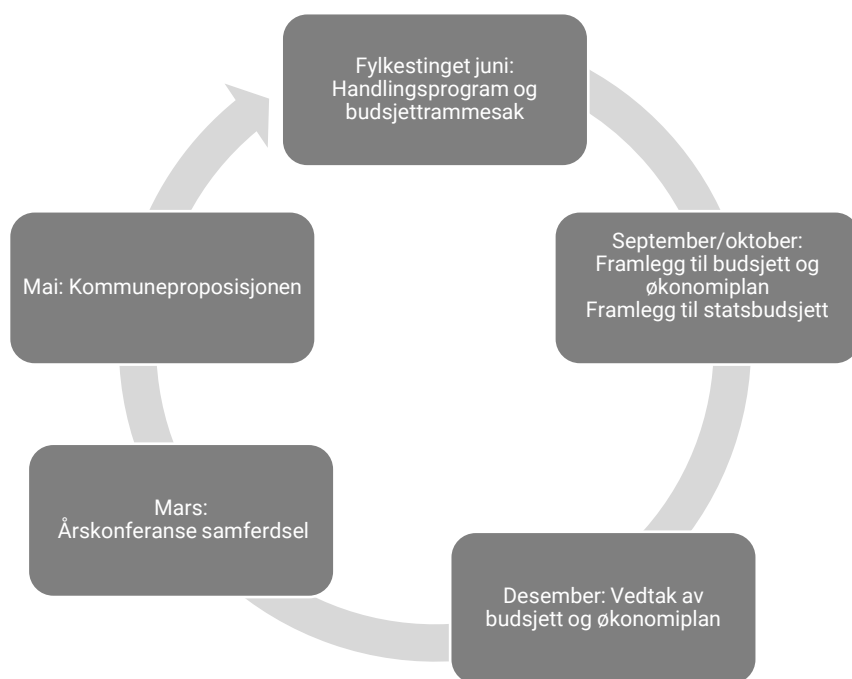 Fylkestinget juni:
Handlingsprogram og
budsjettrammesak
September/oktober:
Framlegg til budsjett og
økonomiplan
Framlegg til statsbudsjett
Desember: Vedtak av
budsjett og økonomiplan
Mars:
Årskonferanse samferdsel
Mai: Kommuneproposisjonen